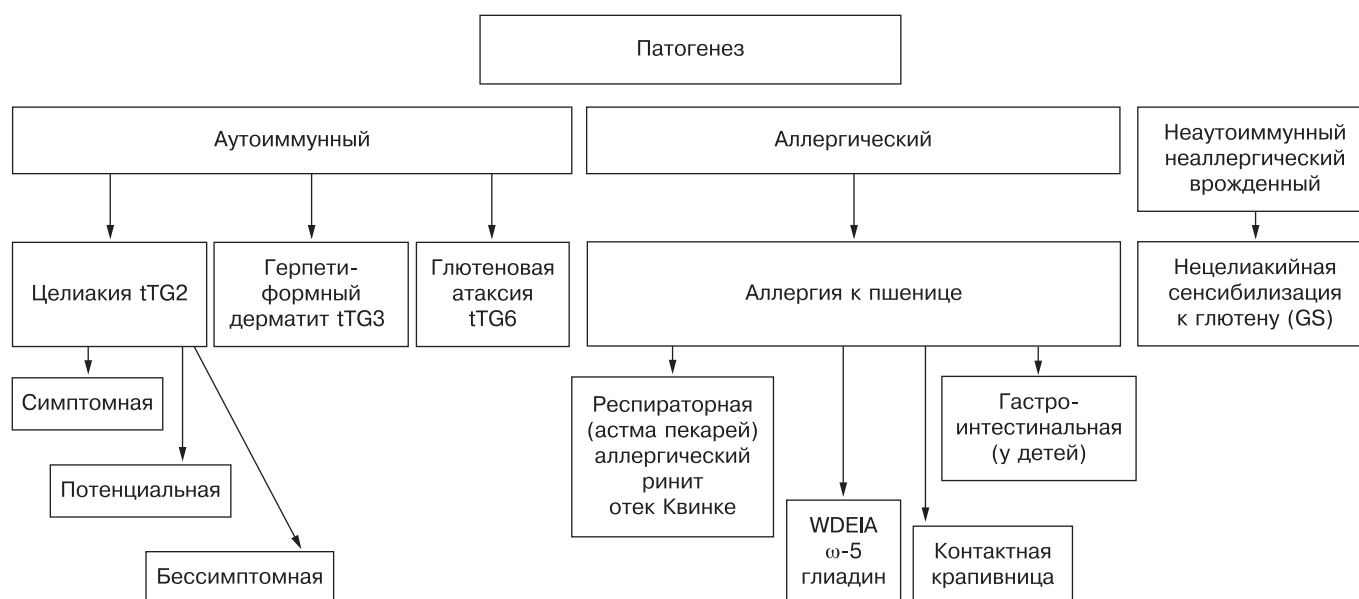 Патогенез
Аутоиммунный
Аллергический
Неаутоиммунный
неаллергический
врожденный
Целиакия tTG2
Герпети-
формный
дерматит tTG3
Глютеновая
атаксия
tTG6
Аллергия к пшенице
Нецелиакийная
сенсибилизация
к глютену (GS)
Симптомная
Потенциальная
Бессимптомная
Респираторная
(астма пекарей)
аллергический
ринит
отек Квинке
WDEIA
ω-5
глиадин
Контактная
крапивница
Гастро-
интестинальная
(у детей)